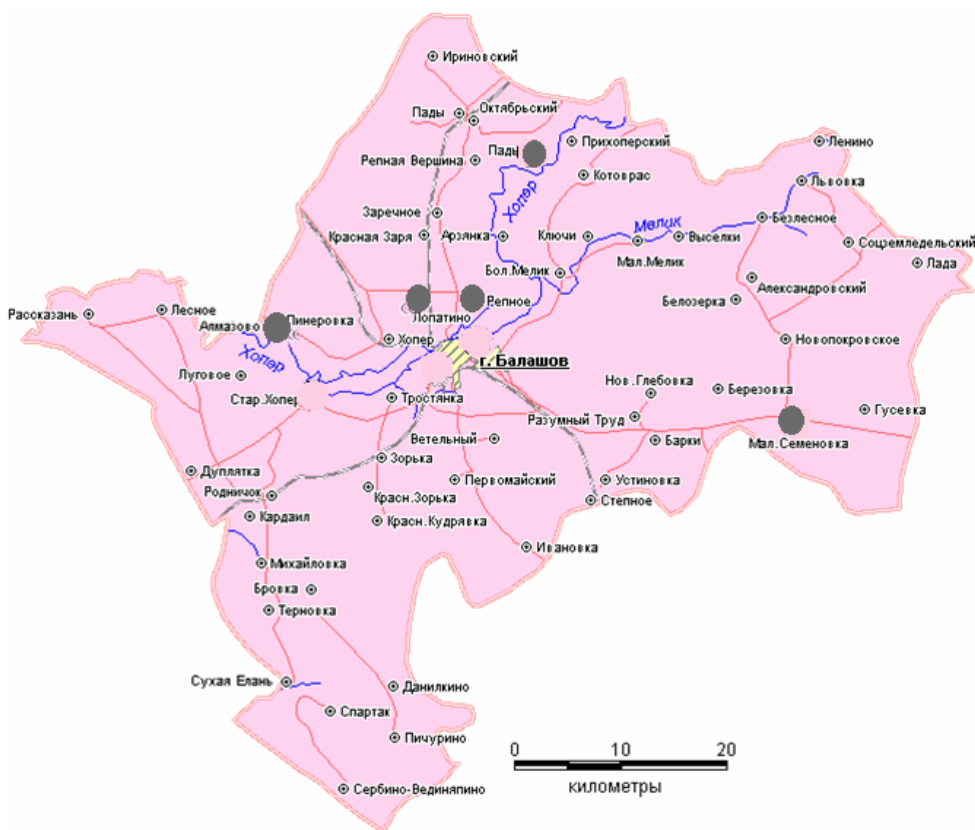 Ириновский
Пады
Октябрьский
Пады
Прихоперский
Ленино
Репная Вершина
Котоврас
Львовка
Хопер
Заречное
Безлесное
Мелик
Красная Заря
Арзянка
Ключи
Выселки
Соцземледельский
Мал.Мелик
Лада
Бол.Мелик
Александровский
Белозерка
Репное
Рассказань
Лесное
Лопатино
Алмазово
Пинеровка
Хопер
Новопокровское
Хопер
г. Балашов
Луговое
Нов.Глебовка
Березовка
Стар.Хопер
Тростянка
Разумный Труд
Гусевка
Ветельный
Барки
Мал.Семеновка
Зорька
Дуплятка
Первомайский
Устиновка
Родничок
Красн.Зорька
Степное
Кардаил
Красн.Кудрявка
Ивановка
Михайловка
Бровка
Терновка
Сухая Елань
Данилкино
Спартак
Пичурино
0 10 20
километры
Сербино-Вединяпино